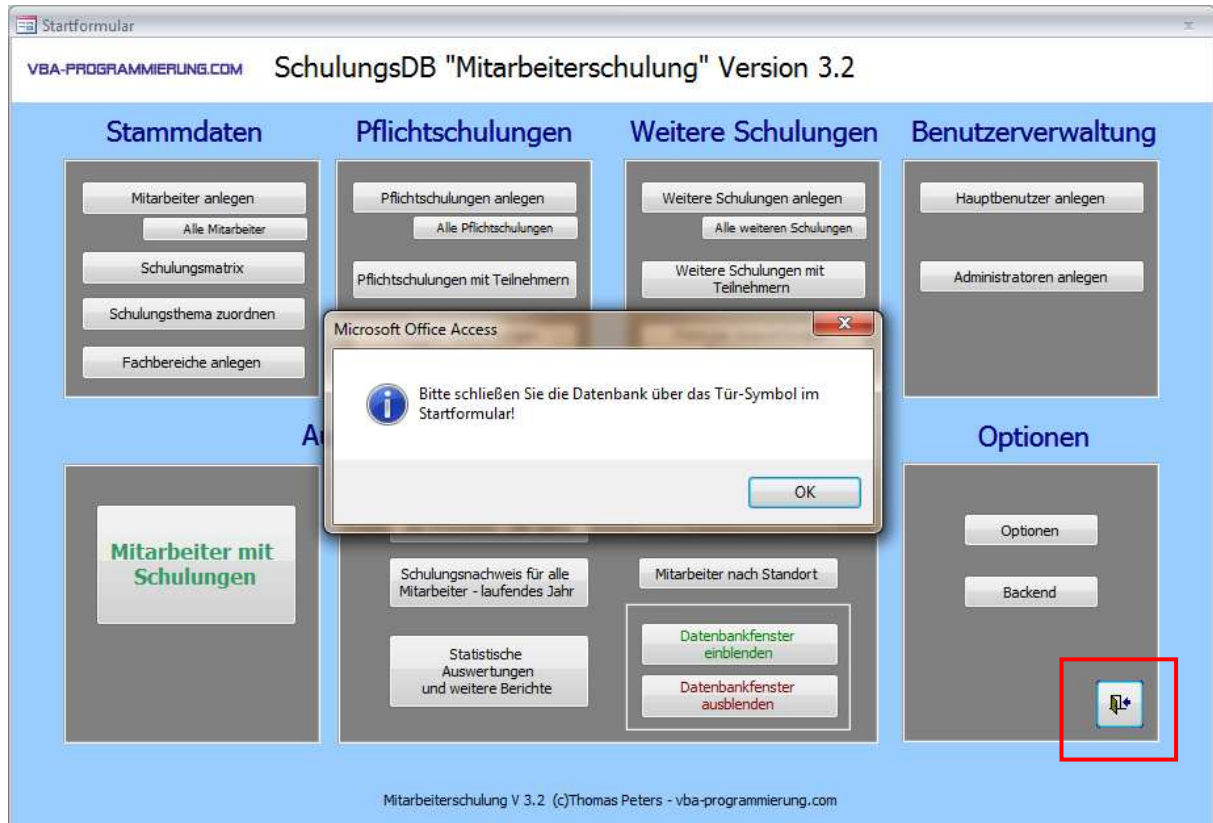 Startformular
VBA-PROGRAMMIERUNG.COM
SchulungsDB "Mitarbeiterschulung" Version 3.2
Stammdaten
Mitarbeiter anlegen
Alle Mitarbeiter
Schulungsmatrix
Schulungsthema zuordnen
Fachbereiche anlegen
Pflichtschulungen
Pflichtschulungen anlegen
Alle Pflichtschulungen
Pflichtschulungen mit Teilnehmern
Weitere Schulungen
Weitere Schulungen anlegen
Alle weiteren Schulungen
Weitere Schulungen mit
Teilnehmern
Benutzerverwaltung
Hauptbenutzer anlegen
Administratoren anlegen
Microsoft Office Access
Bitte schließen Sie die Datenbank über das Tür-Symbol im
Startformular!
OK
Mitarbeiter mit
Schulungen
Schulungsnachweis für alle
Mitarbeiter - laufendes Jahr
Statistische
Auswertungen
und weitere Berichte
Mitarbeiter nach Standort
Datenbankfenster
einblenden
Datenbankfenster
ausblenden
Optionen
Optionen
Backend
Mitarbeiterschulung V 3.2 (c)Thomas Peters - vba-programmierung.com